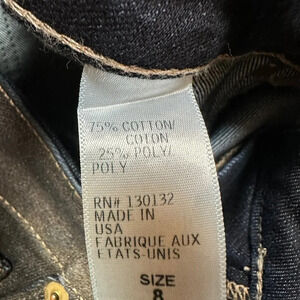 75% COTTON/
COTON
25% POLY/
POLY
RN# 130132
MADE IN
USA
FABRIQUE AUX
ETATS-UNIS
SIZE
8